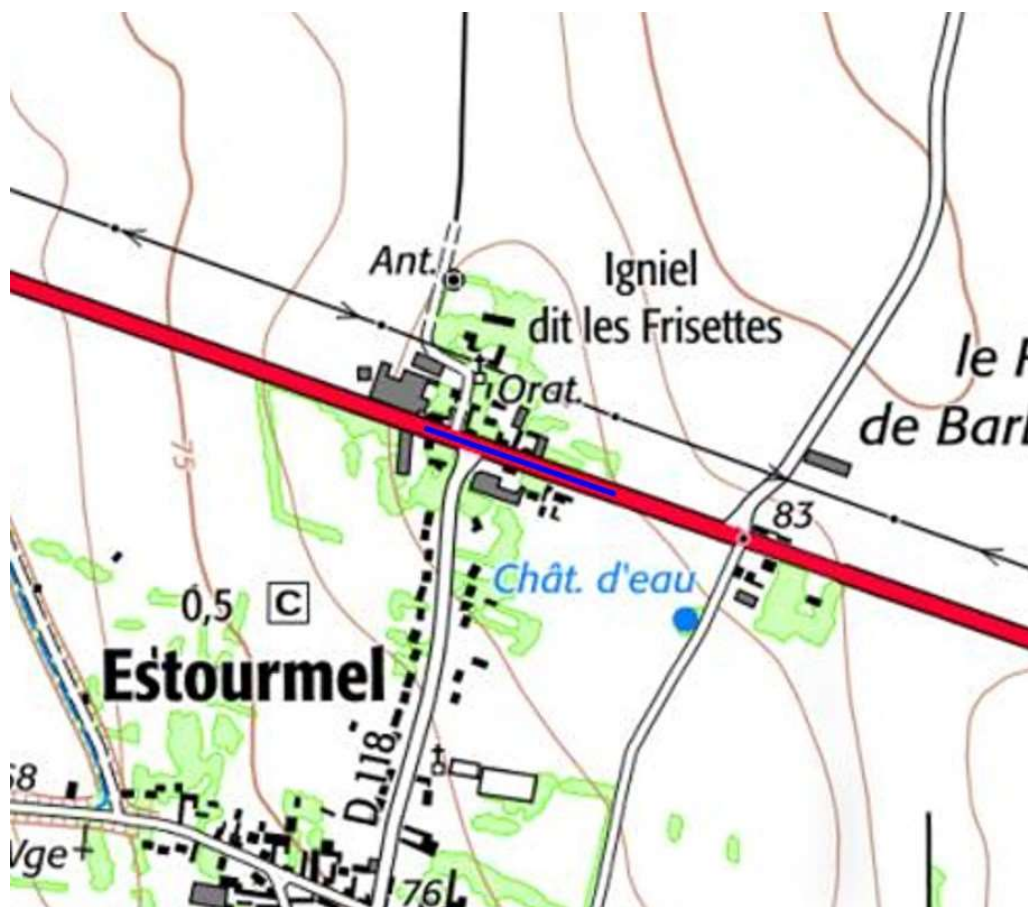 Ant.
Igniel
dit les Frisettes
75
Orat.
le
de Bar
83
Chât. d'eau
0,5
C
Estourmel
D 118
68
Vge
76